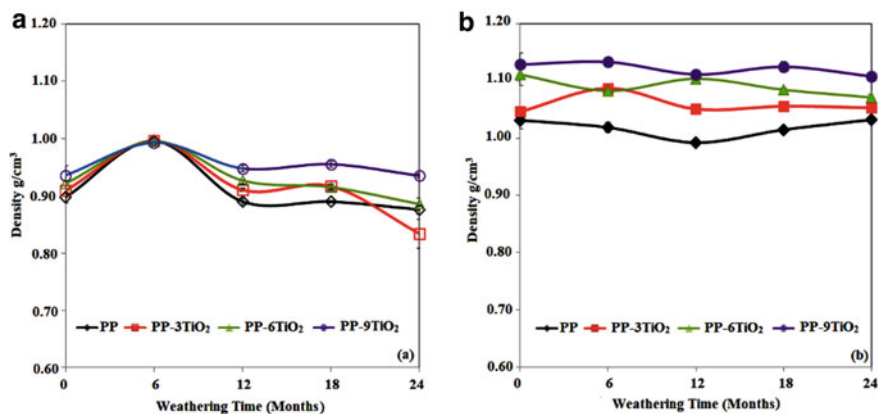 a
1.20
1.10
1.00
0.90
0.80
0.70
0.60
Density g/cm³
PP PP-3TiO₂ PP-6TiO₂ PP-9TiO₂
(a)
0 6 12 18 24
Weathering Time (Months)
b
1.20
1.10
1.00
0.90
0.80
0.70
0.60
Density g/cm³
PP PP-3TiO₂ PP-6TiO₂ PP-9TiO₂
(b)
0 6 12 18 24
Weathering Time (Months)